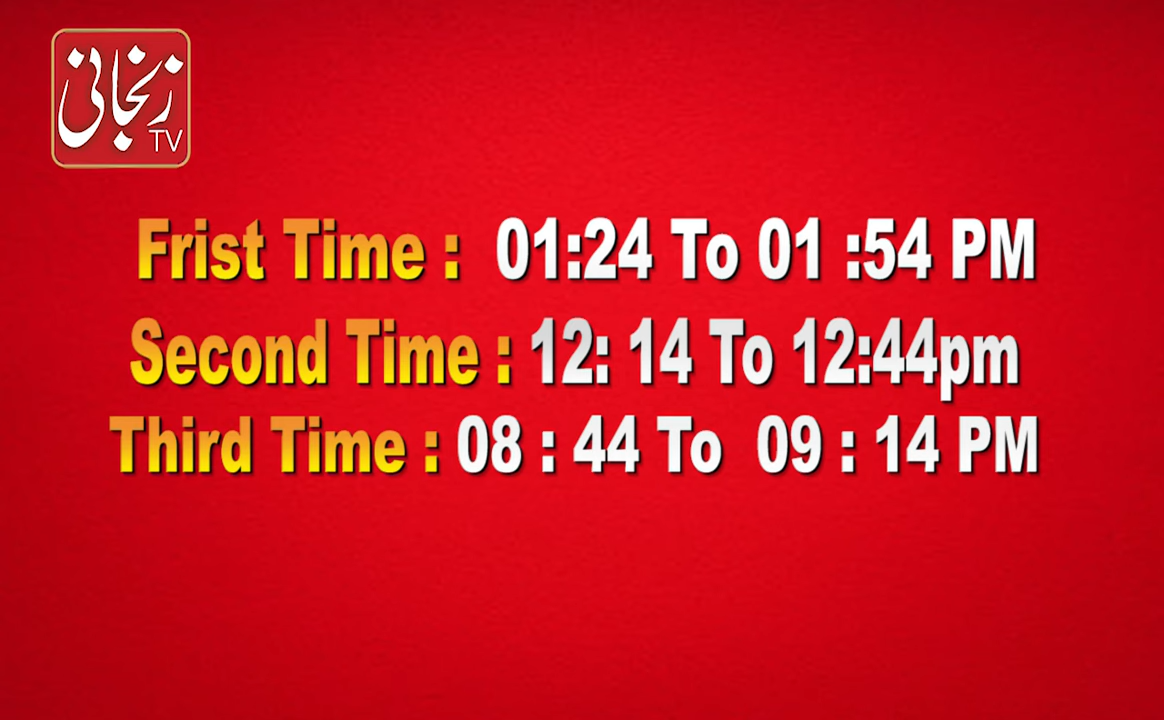 زنجانی
TV
Frist Time : 01:24 To 01 :54 PM
Second Time : 12: 14 To 12:44pm
Third Time : 08 : 44 To 09 : 14 PM